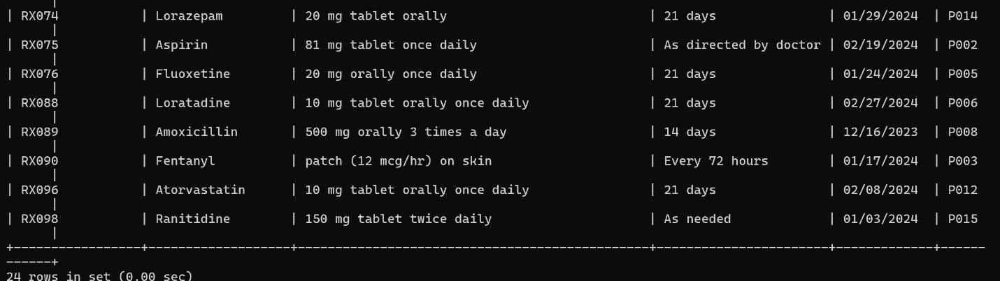 |
| RX074 | Lorazepam | 20 mg tablet orally | 21 days | 01/29/2024 | P014
|
| RX075 | Aspirin | 81 mg tablet once daily | As directed by doctor | 02/19/2024 | P002
|
| RX076 | Fluoxetine | 20 mg orally once daily | 21 days | 01/24/2024 | P005
|
| RX088 | Loratadine | 10 mg tablet orally once daily | 21 days | 02/27/2024 | P006
|
| RX089 | Amoxicillin | 500 mg orally 3 times a day | 14 days | 12/16/2023 | P008
|
| RX090 | Fentanyl | patch (12 mcg/hr) on skin | Every 72 hours | 01/17/2024 | P003
|
| RX096 | Atorvastatin | 10 mg tablet orally once daily | 21 days | 02/08/2024 | P012
|
| RX098 | Ranitidine | 150 mg tablet twice daily | As needed | 01/03/2024 | P015
|
+-----------------+-------------------+-----------------------------------------------+-----------------------+-------------+------
------+
24 rows in set (0.00 sec)